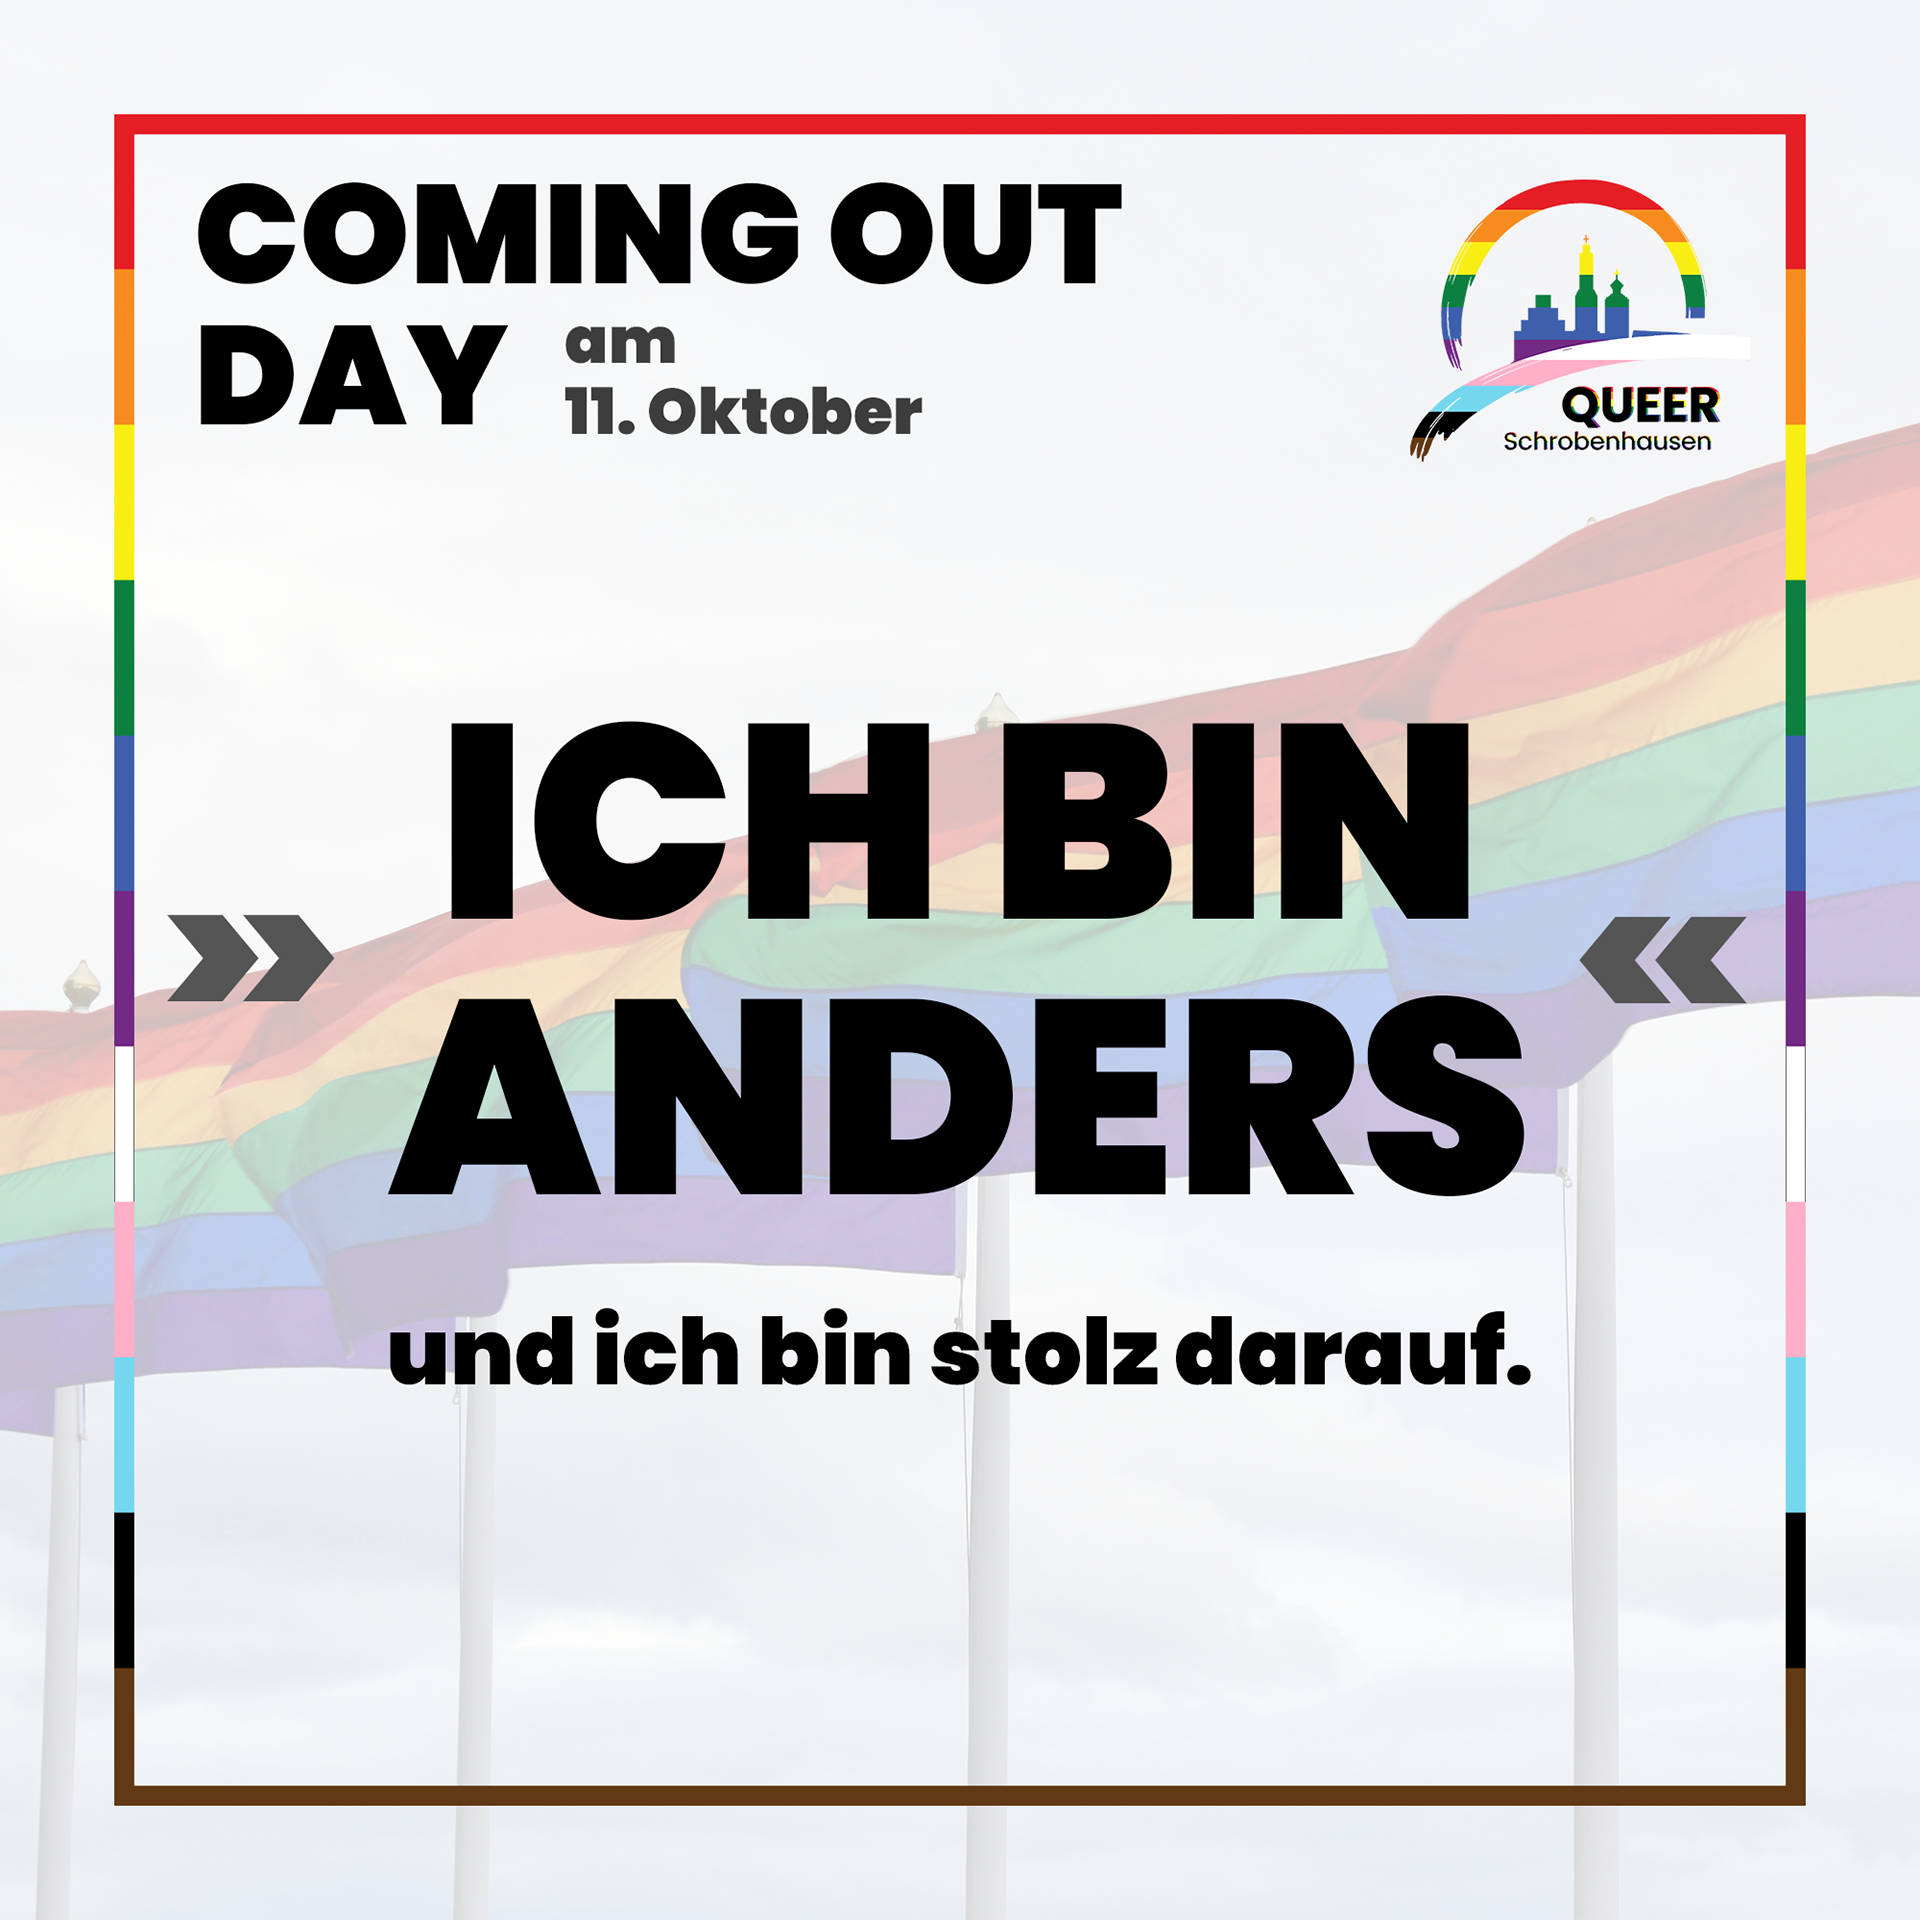 COMING OUT
DAY am
11. Oktober
QUEER
Schrobenhausen
» ICH BIN
ANDERS «
und ich bin stolz darauf.